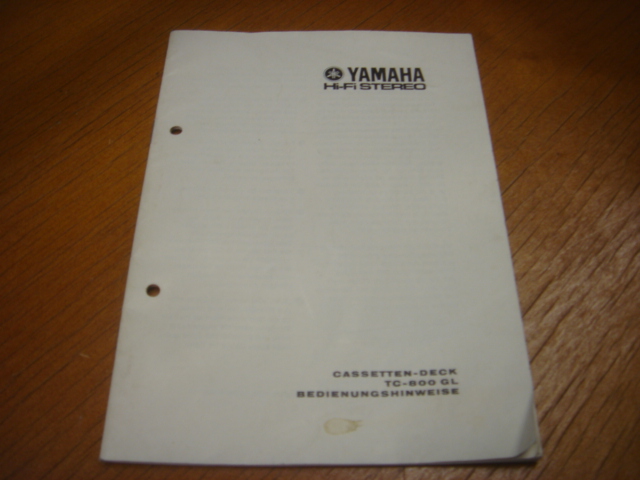 YAMAHA
Hi-Fi STEREO
CASSETTEN-DECK
TC-800 GL
BEDIENUNGSHINWEISE